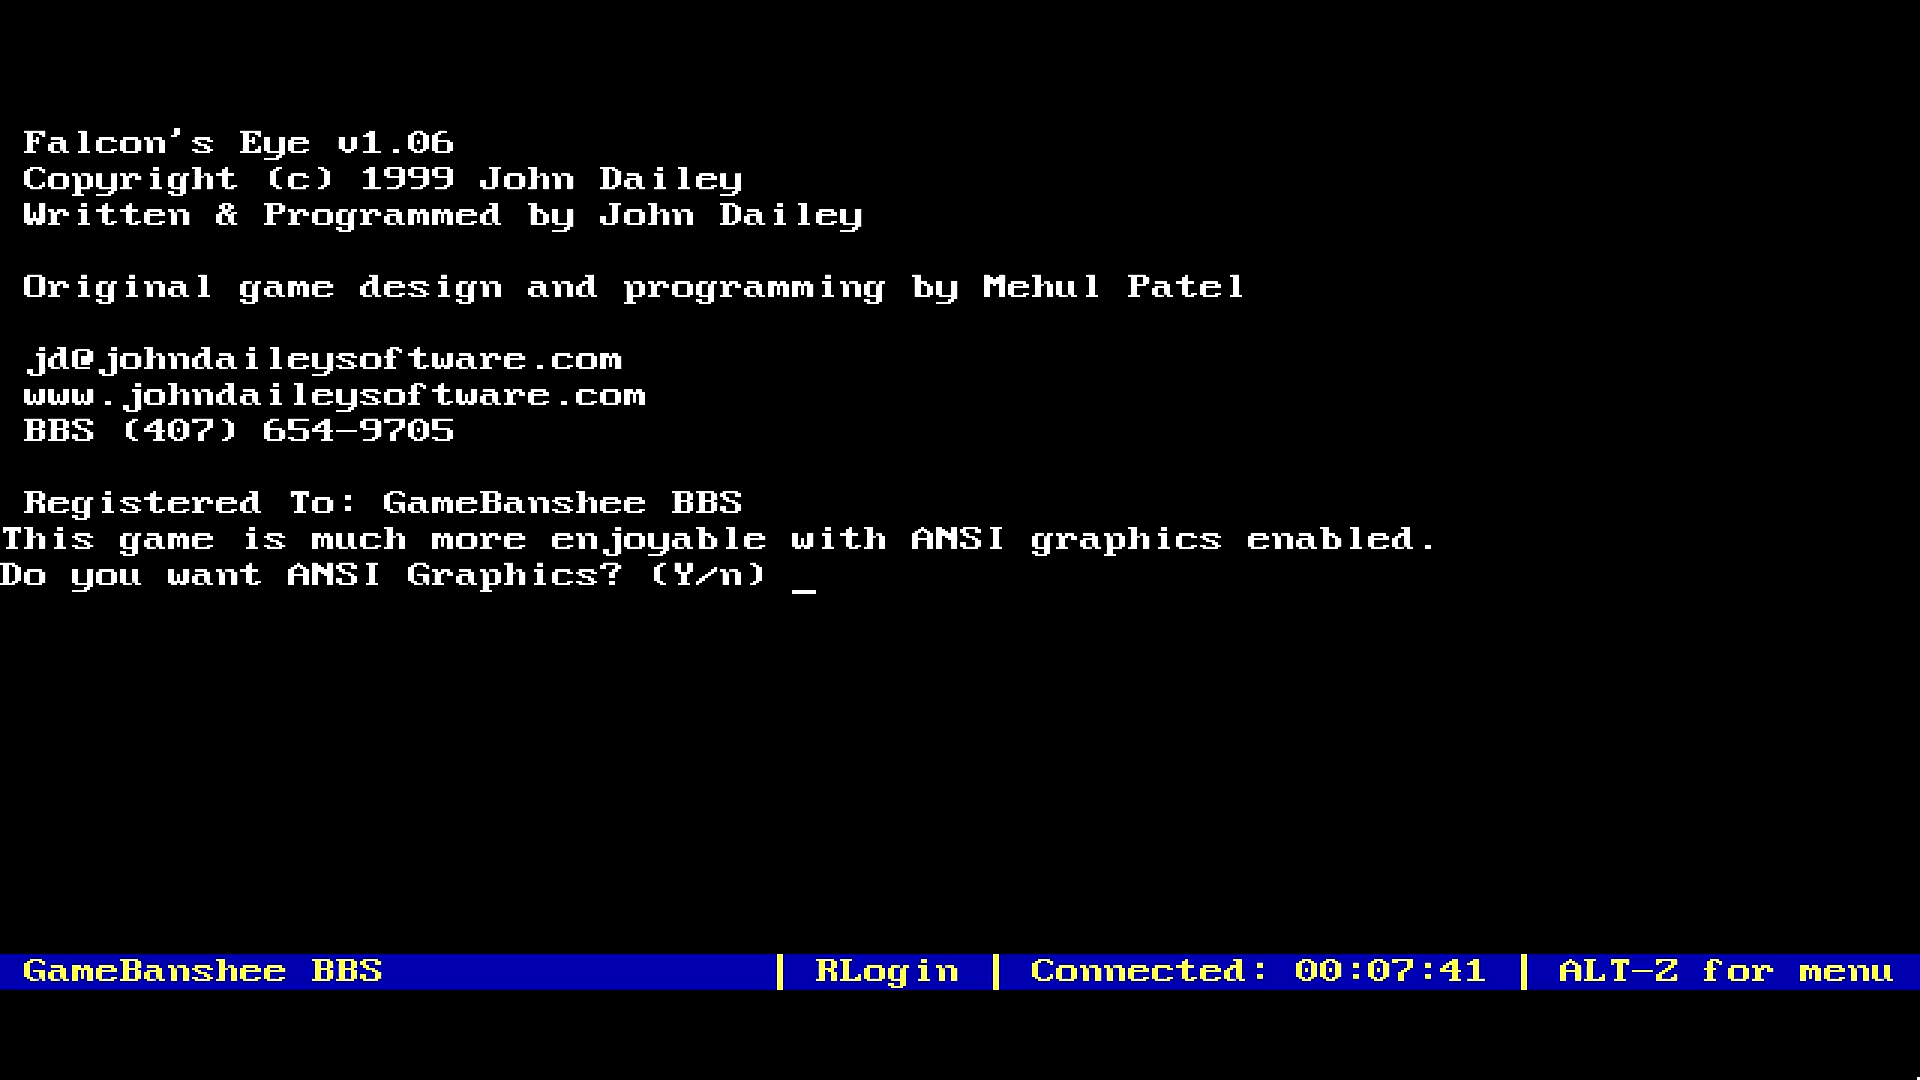 Falcon's Eye v1.06
Copyright (c) 1999 John Dailey
Written & Programmed by John Dailey
Original game design and programming by Mehul Patel
jd@johndaileysoftware.com
www.johndaileysoftware.com
BBS (407) 654-9705
Registered To: GameBanshee BBS
This game is much more enjoyable with ANSI graphics enabled.
Do you want ANSI Graphics? (Y/n) _
GameBanshee BBS | RLogin | Connected: 00:07:41 | ALT-Z for menu